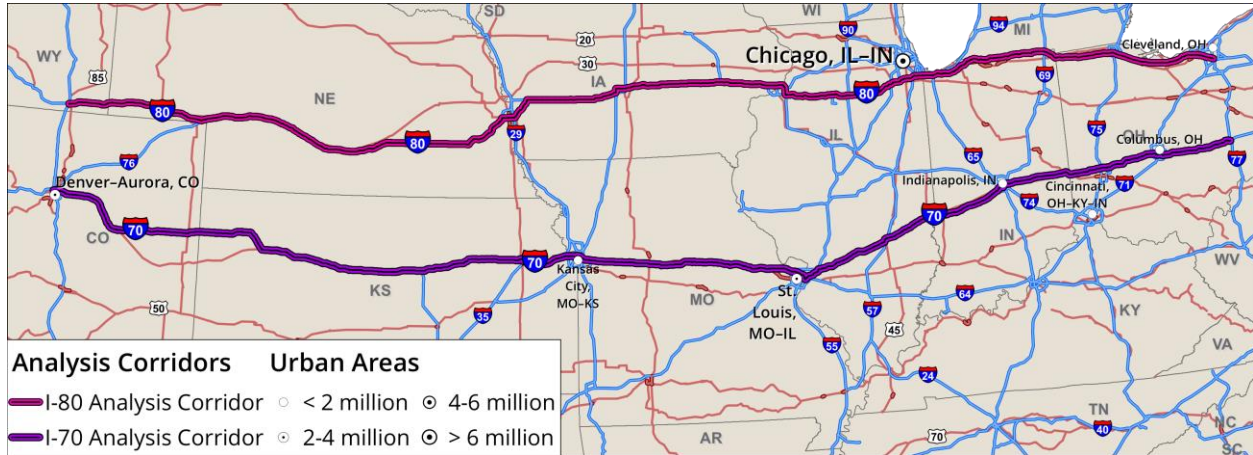 SD
WI
MI
WY
20
90
94
Cleveland, OH
85
30
Chicago, IL–IN
IA
69
NE
80
80
80
29
IL
75
OH
76
65
Columbus, OH
77
Denver–Aurora, CO
Indianapolis, IN
Cincinnati,
OH–KY–IN
71
74
70
CO
70
IN
70
Kansas
City,
MO–KS
WV
KS
MO
St.
Louis,
MO–IL
64
50
35
57
KY
45
55
VA
24
TN
NC
40
AR
70
SC
Analysis Corridors
I-80 Analysis Corridor
I-70 Analysis Corridor
Urban Areas
< 2 million
2-4 million
4-6 million
> 6 million